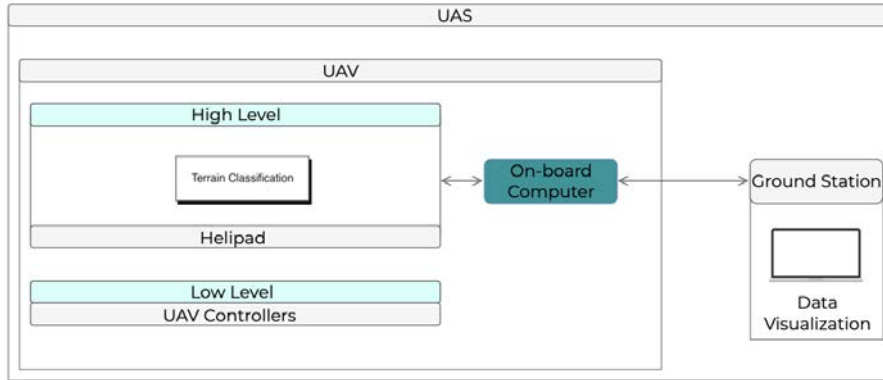 UAS
UAV
High Level
Terrain Classification
Helipad
Low Level
UAV Controllers
On-board
Computer
Ground Station
Data
Visualization